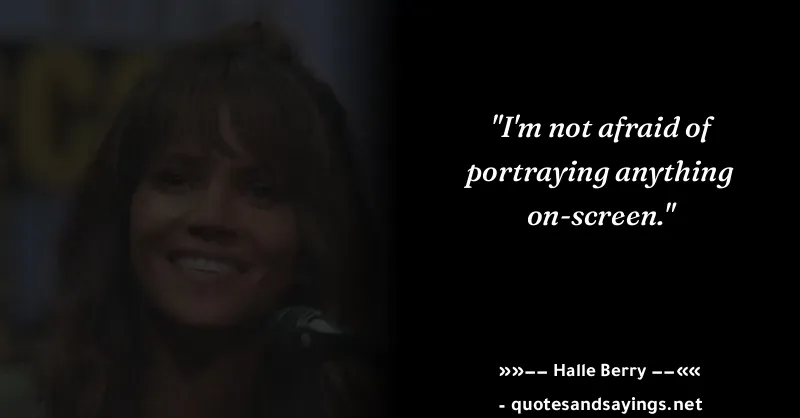 "I'm not afraid of
portraying anything
on-screen."
»»–– Halle Berry ––««
- quotesandsayings.net